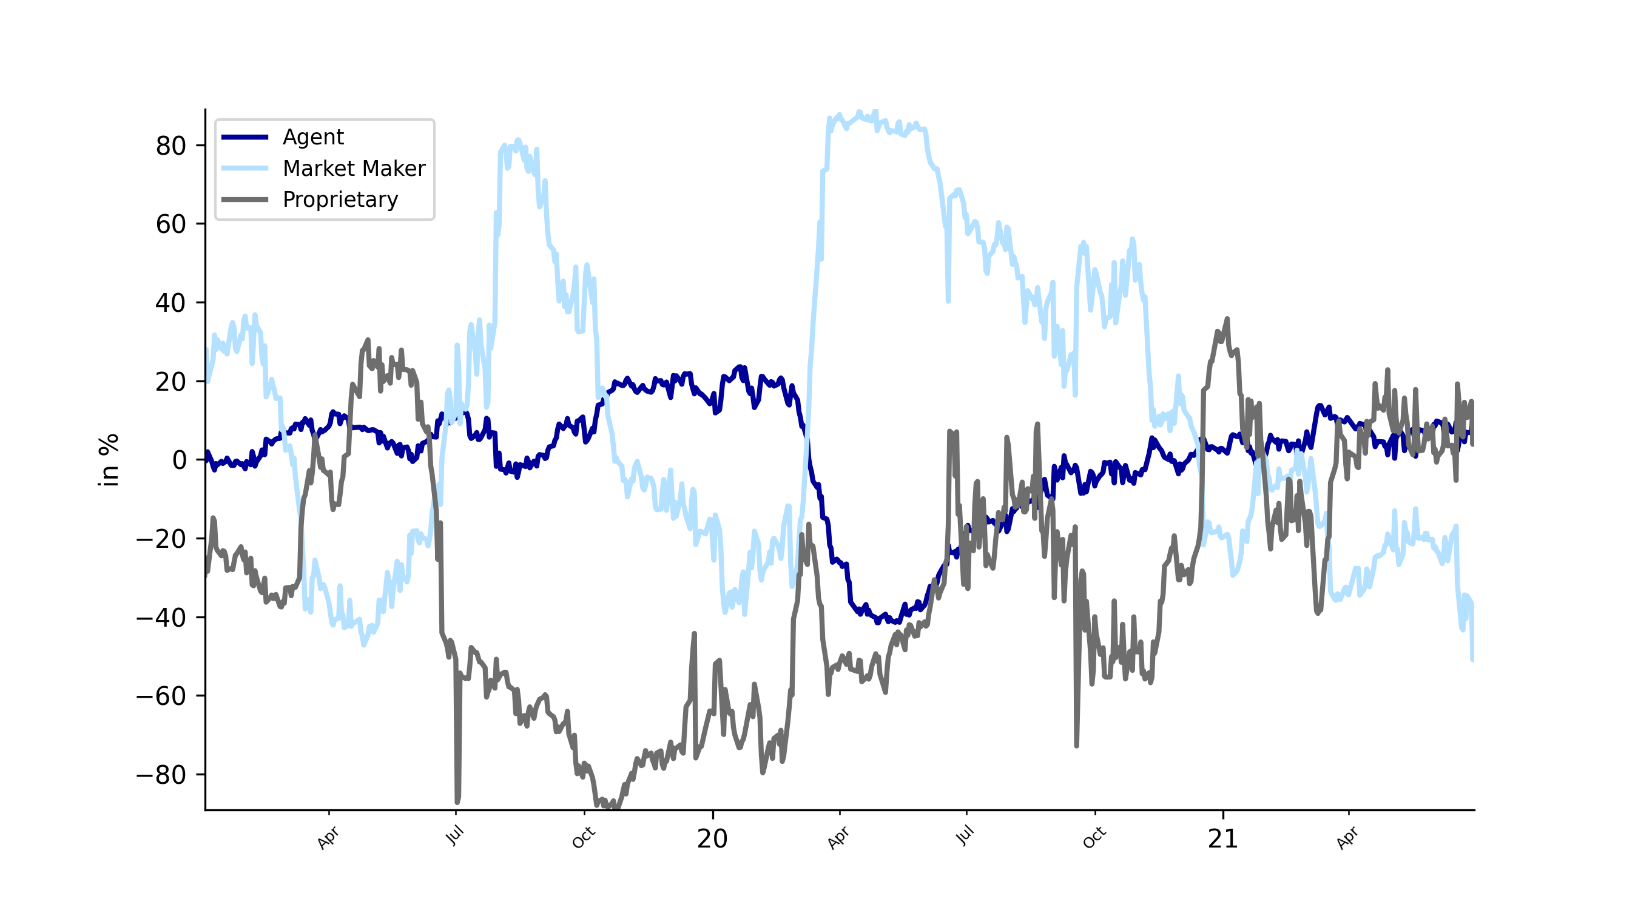 Agent
Market Maker
Proprietary
in %
80
60
40
20
0
−20
−40
−60
−80
Apr
Jul
Oct
20
Apr
Jul
Oct
21
Apr